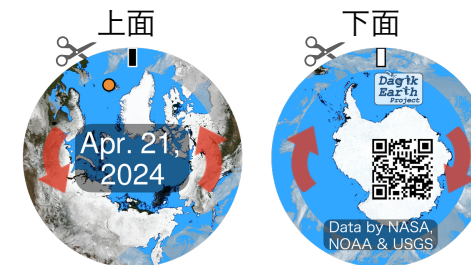 上面
下面
Dagik
Earth
Project
Apr. 21,
2024
Data by NASA,
NOAA & USGS